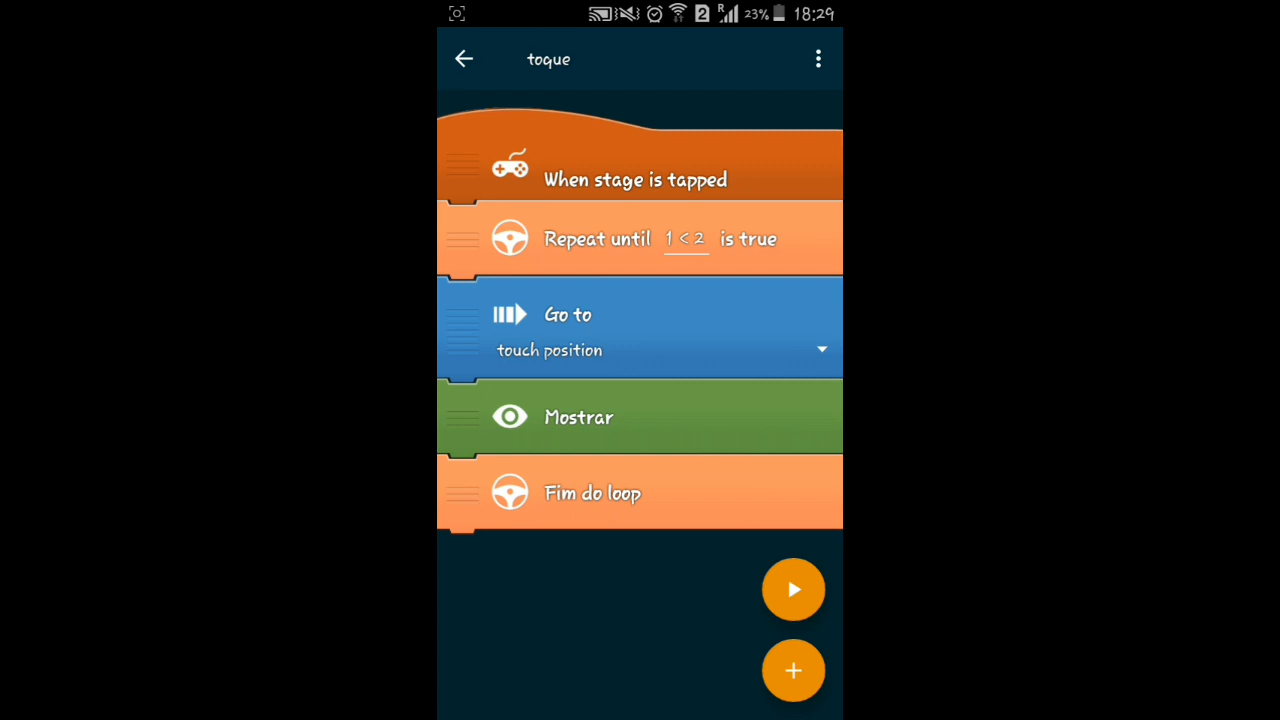 2 R 23% 18:29
toque
When stage is tapped
Repeat until 1 < 2 is true
Go to
touch position
Mostrar
Fim do loop